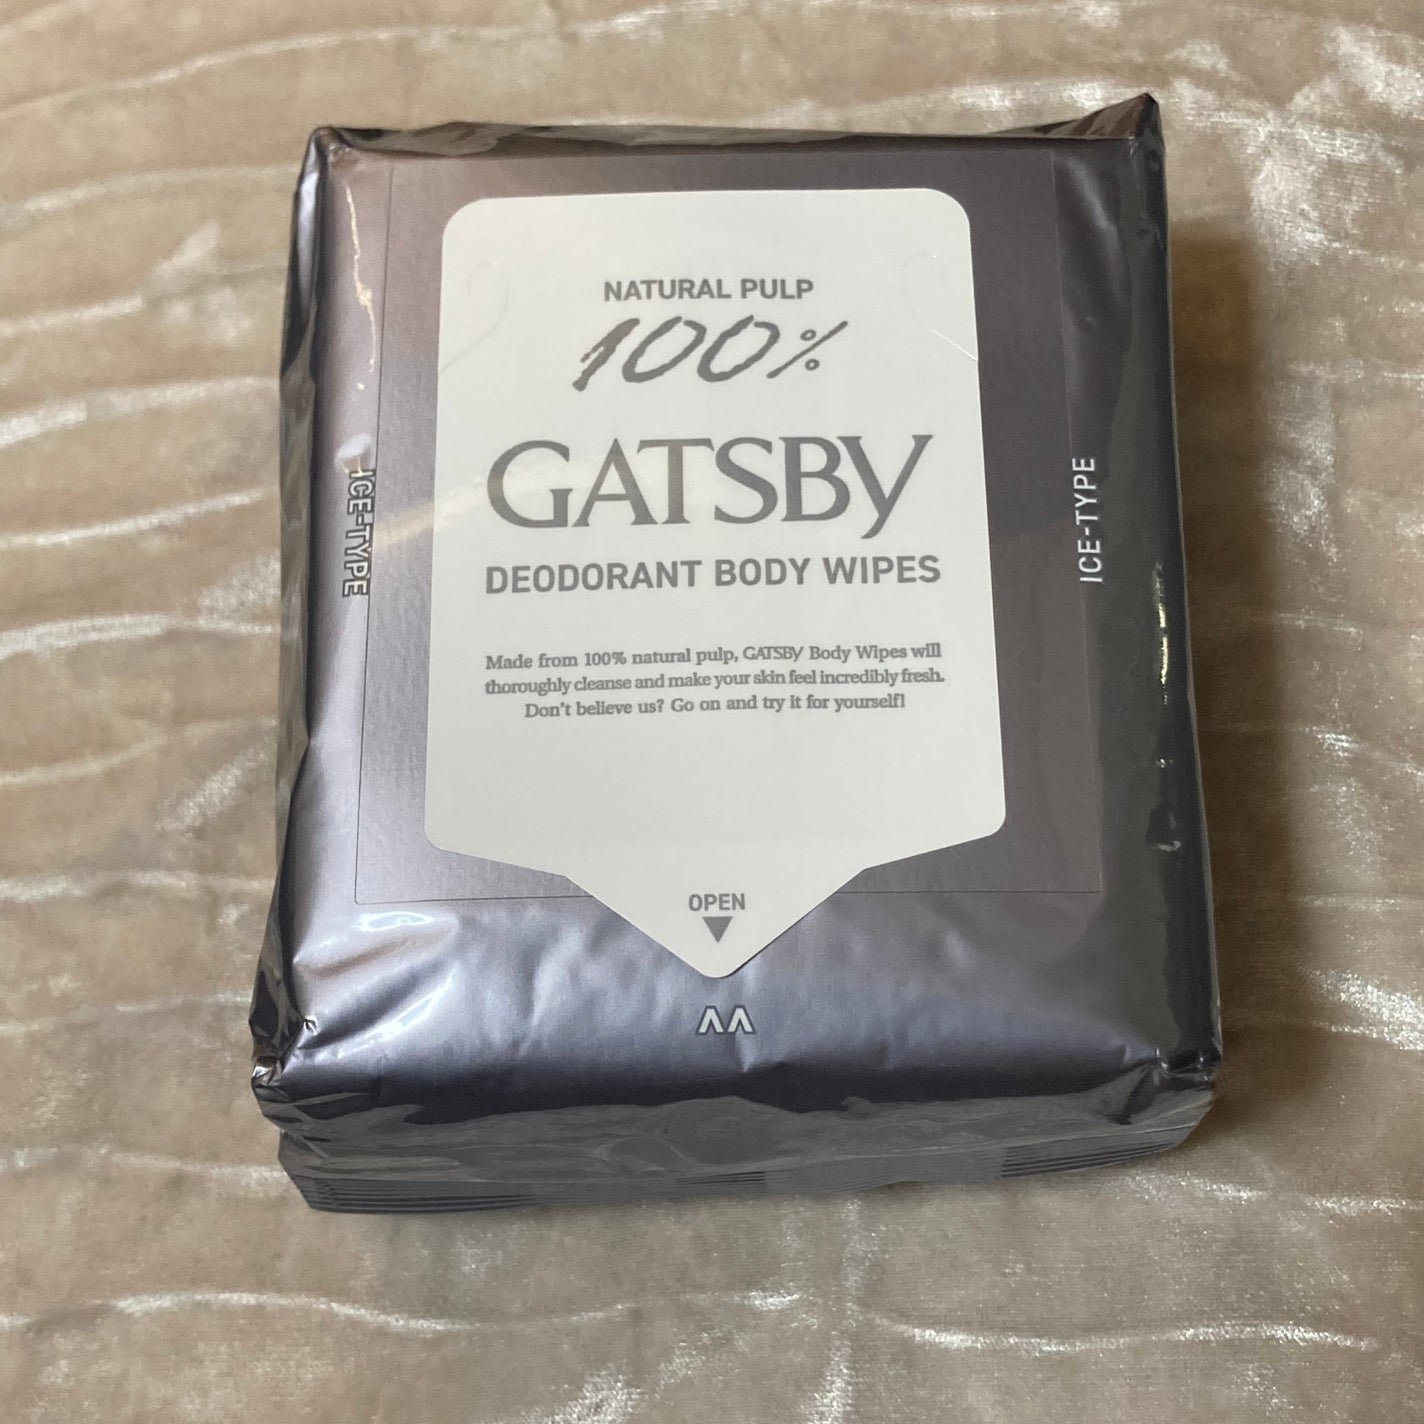 NATURAL PULP
100%
GATSBY
DEODORANT BODY WIPES
Made from 100% natural pulp, GATSBY Body Wipes will
thoroughly cleanse and make your skin feel incredibly fresh.
Don't believe us? Go on and try it for yourself!
OPEN
ICE-TYPE
ICE-TYPE